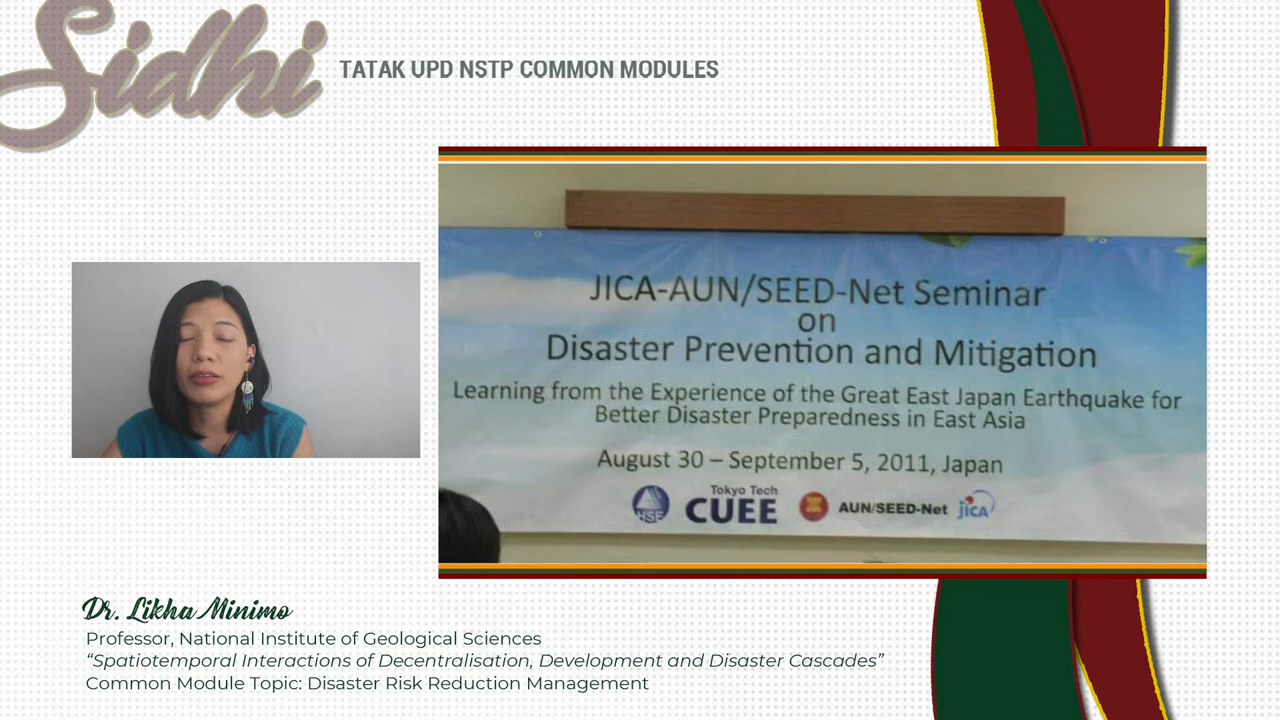 Sidhi
TATAK UPD NSTP COMMON MODULES
JICA-AUN/SEED-Net Seminar
on
Disaster Prevention and Mitigation
Learning from the Experience of the Great East Japan Earthquake for
Better Disaster Preparedness in East Asia
August 30 – September 5, 2011, Japan
HSE
Tokyo Tech
CUEE
AUN/SEED-Net
jica
Dr. Likha Minimo
Professor, National Institute of Geological Sciences
“Spatiotemporal Interactions of Decentralisation, Development and Disaster Cascades”
Common Module Topic: Disaster Risk Reduction Management